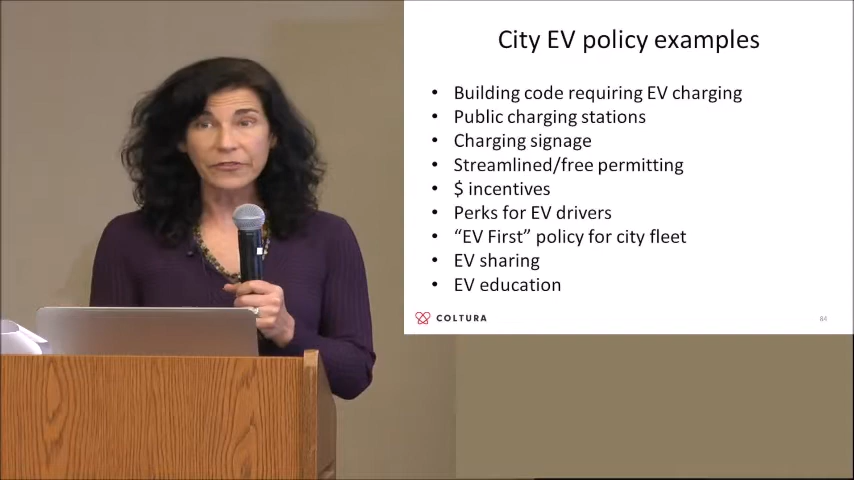 City EV policy examples
• Building code requiring EV charging
• Public charging stations
• Charging signage
• Streamlined/free permitting
• $ incentives
• Perks for EV drivers
• “EV First” policy for city fleet
• EV sharing
• EV education
COLTURA
84